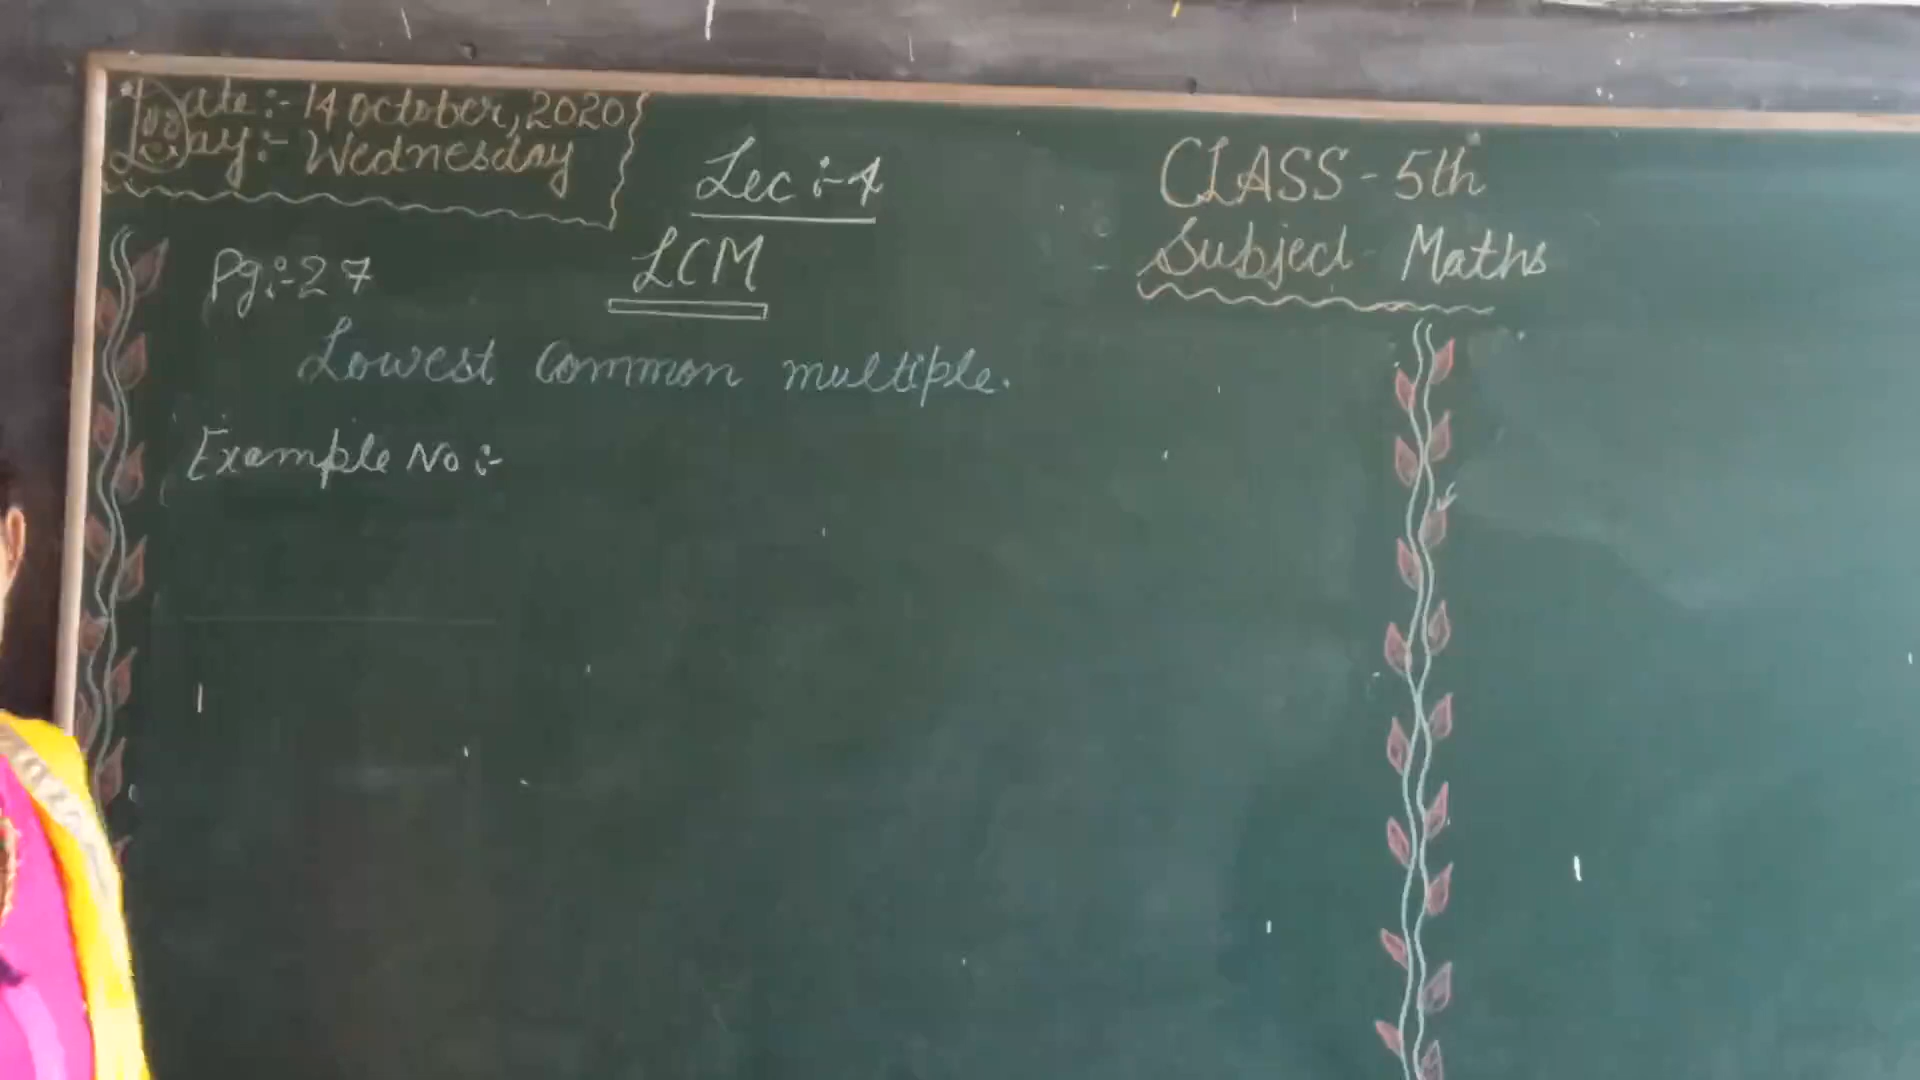 Date:- 14 October, 2020
Day:- Wednesday
Lec:-4
CLASS - 5th
Subject - Maths
Pg:-27
LCM
Lowest Common multiple.
Example No:-